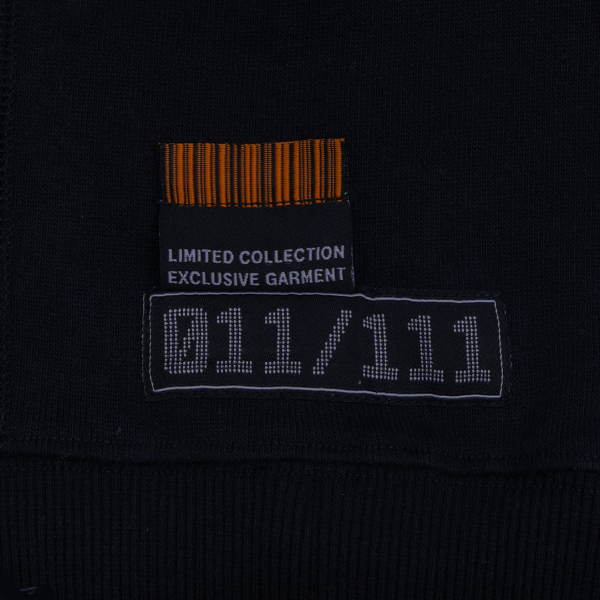 LIMITED COLLECTION
EXCLUSIVE GARMENT
011/111